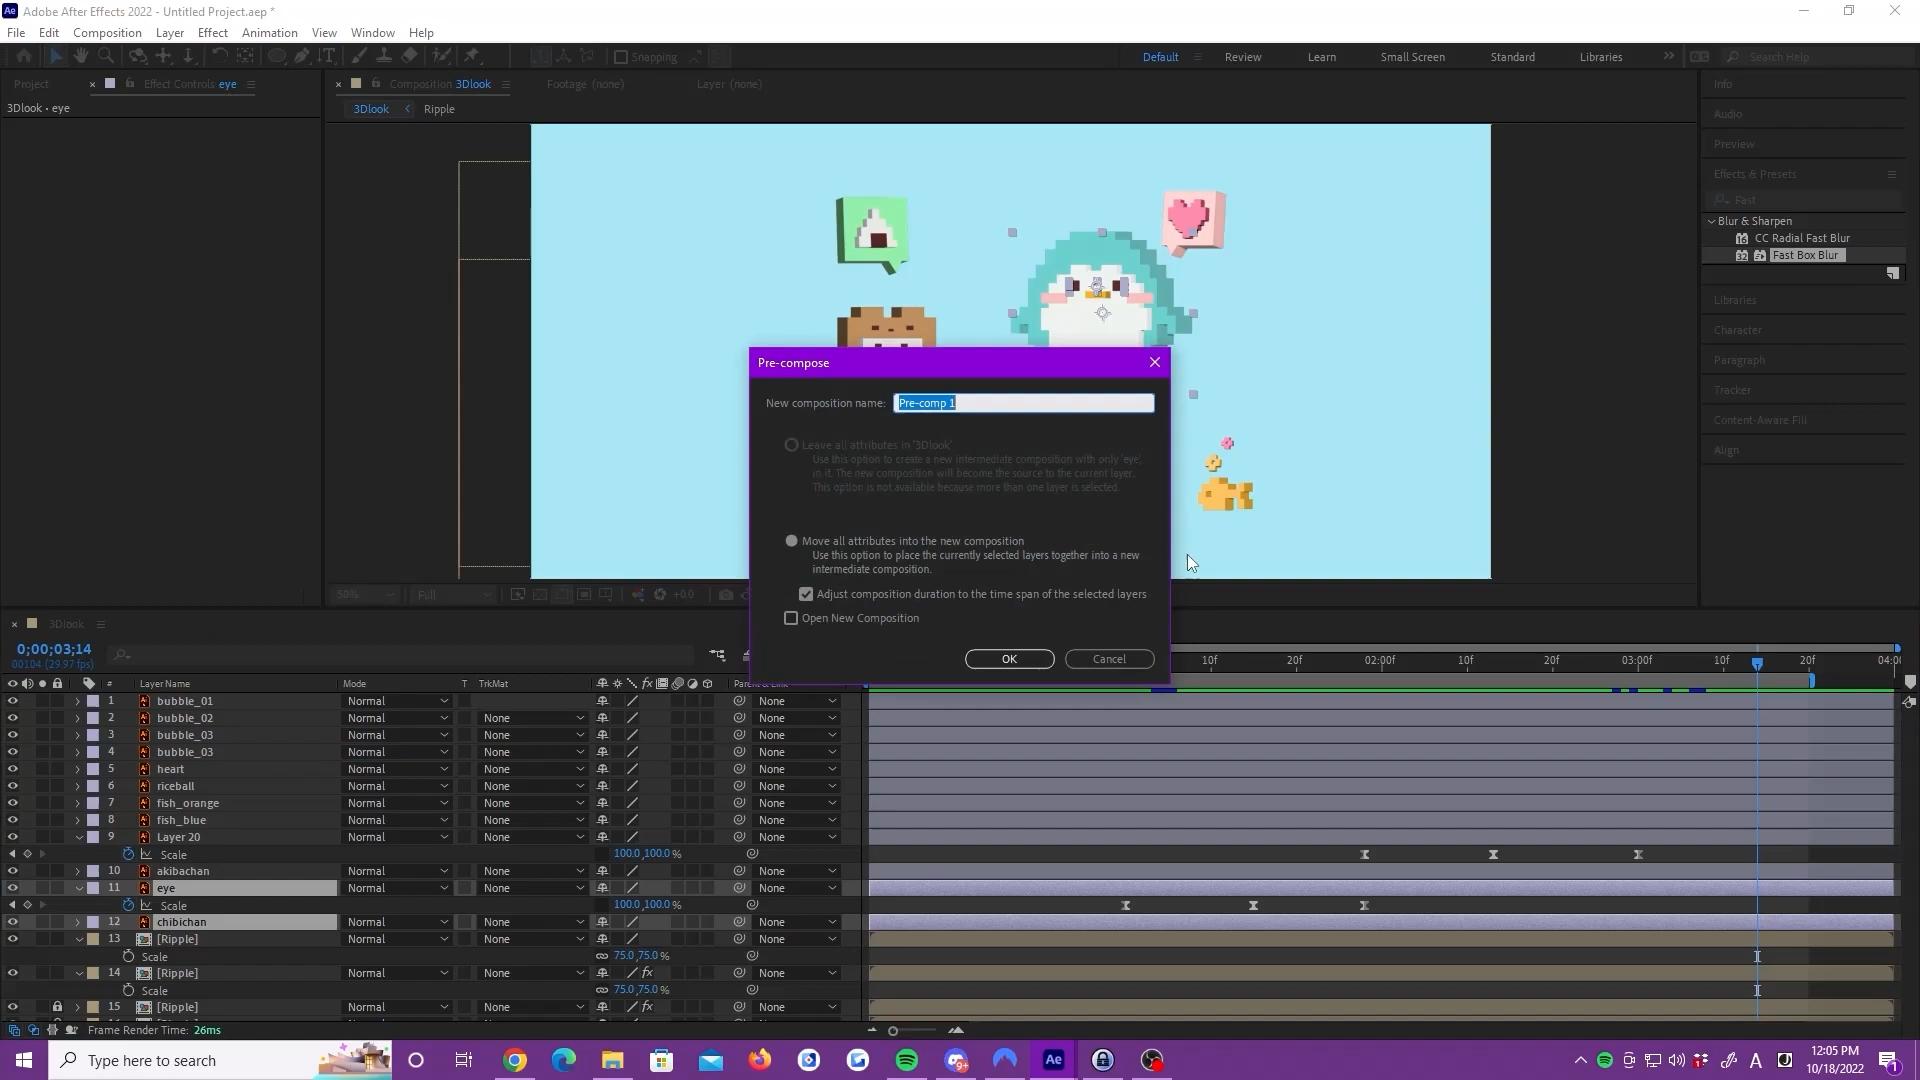 Ae Adobe After Effects 2022 - Untitled Project.aep *
File Edit Composition Layer Effect Animation View Window Help
Snapping
Default Review Learn Small Screen Standard Libraries Search Help
Project Effect Controls eye
3Dlook • eye
Composition 3Dlook Footage (none) Layer (none)
3Dlook Ripple
Info
Audio
Preview
Effects & Presets
Fast
Blur & Sharpen
CC Radial Fast Blur
Fast Box Blur
Libraries
Character
Paragraph
Tracker
Content-Aware Fill
Align
Pre-compose
New composition name: Pre-comp 1
Leave all attributes in '3Dlook'
Use this option to create a new intermediate composition with only 'eye',
in it. The new composition will become the source to the current layer.
This option is not available because more than one layer is selected.
Move all attributes into the new composition
Use this option to place the currently selected layers together into a new
intermediate composition.
Adjust composition duration to the time span of the selected layers
Open New Composition
OK Cancel
50% Full +0.0
3Dlook
0;00;03;14
00104 (29.97 fps)
10f 20f 02:00f 10f 20f 03:00f 10f 20f 04:0
# Layer Name Mode T TrkMat
1 bubble_01 Normal None
2 bubble_02 Normal None None
3 bubble_03 Normal None None
4 bubble_03 Normal None None
5 heart Normal None None
6 riceball Normal None None
7 fish_orange Normal None None
8 fish_blue Normal None None
9 Layer 20 Normal None None
Scale 100.0,100.0 %
10 akibachan Normal None None
11 eye Normal None None
Scale 100.0,100.0 %
12 chibichan Normal None None
13 [Ripple] Normal None None
Scale 75.0,75.0 %
14 [Ripple] Normal None None
Scale 75.0,75.0 %
15 [Ripple] Normal None None
Frame Render Time: 26ms
Type here to search
Ae
A
12:05 PM
10/18/2022